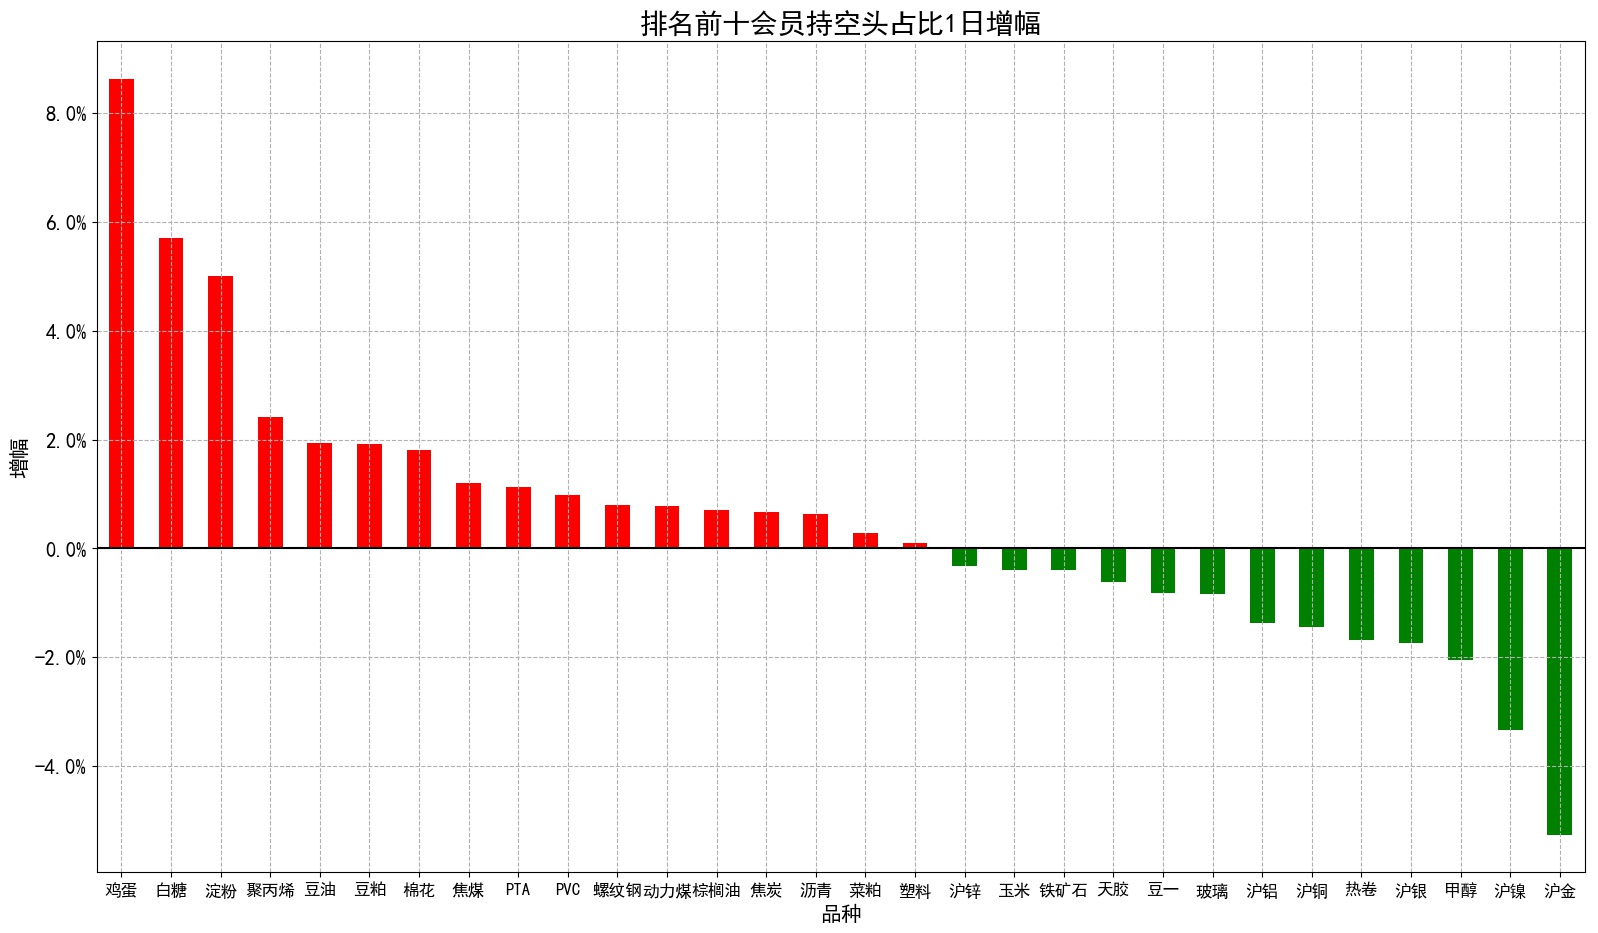 排名前十会员持空头占比1日增幅
8.0%
6.0%
4.0%
2.0%
0.0%
-2.0%
-4.0%
增幅
鸡蛋 白糖 淀粉 聚丙烯 豆油 豆粕 棉花 焦煤 PTA PVC 螺纹钢 动力煤 棕榈油 焦炭 沥青 菜粕 塑料 沪锌 玉米 铁矿石 天胶 豆一 玻璃 沪铝 沪铜 热卷 沪银 甲醇 沪镍 沪金
品种